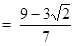 = (9 − 3√2) / 7